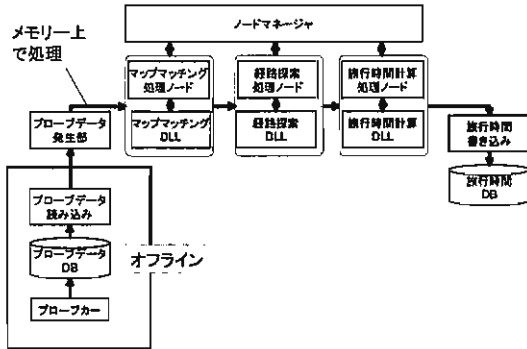 ノードマネージャ
メモリー上
で処理
マップマッチング
処理ノード
経路探索
処理ノード
旅行時間計算
処理ノード
プローブデータ
発生部
マップマッチング
DLL
経路探索
DLL
旅行時間計算
DLL
旅行時間
書き込み
旅行時間
DB
プローブデータ
読み込み
プローブデータ
DB
オフライン
プローブカー